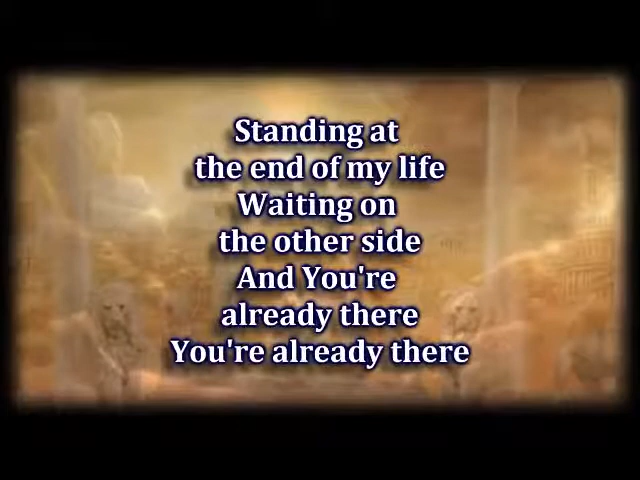 Standing at
the end of my life
Waiting on
the other side
And You're
already there
You're already there